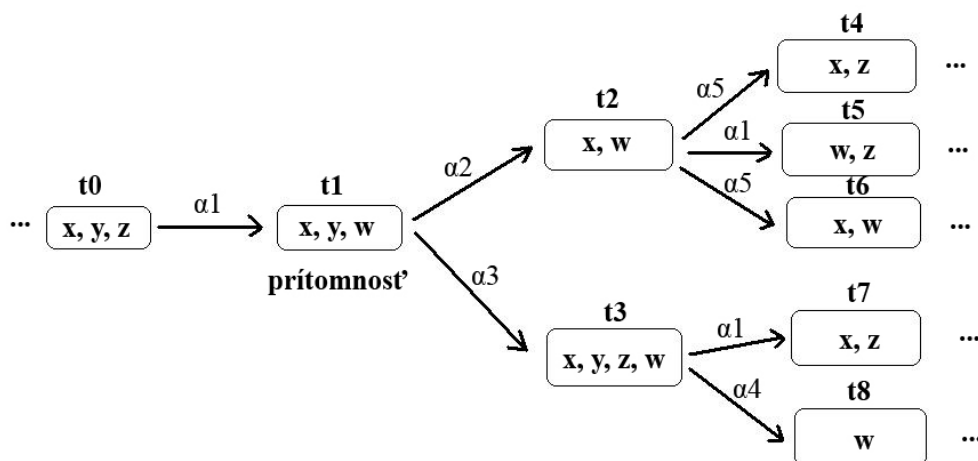 t4
x, z
...
α5
t2
t5
α1
x, w
w, z
...
α2
t6
α5
t0
t1
α1
...
x, y, z
x, y, w
x, w
...
prítomnosť
α3
t7
t3
α1
x, z
...
x, y, z, w
α4
t8
w
...